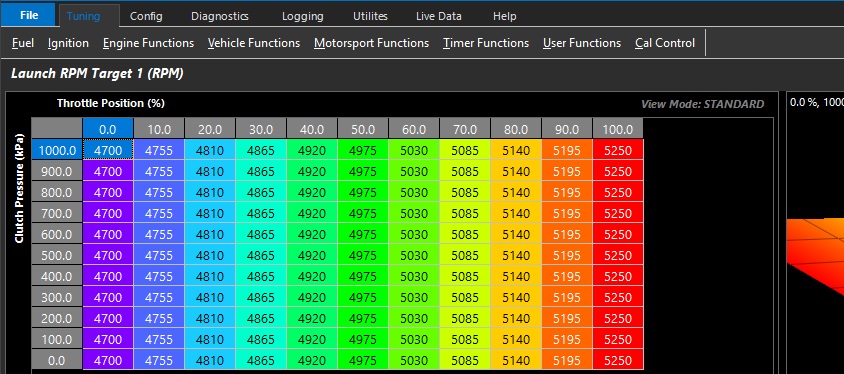 File Tuning Config Diagnostics Logging Utilites Live Data Help
Fuel Ignition Engine Functions Vehicle Functions Motorsport Functions Timer Functions User Functions Cal Control
Launch RPM Target 1 (RPM)
Throttle Position (%) View Mode: STANDARD 0.0 %, 1000
Clutch Pressure (kPa)
0.0 10.0 20.0 30.0 40.0 50.0 60.0 70.0 80.0 90.0 100.0
1000.0 4700 4755 4810 4865 4920 4975 5030 5085 5140 5195 5250
900.0 4700 4755 4810 4865 4920 4975 5030 5085 5140 5195 5250
800.0 4700 4755 4810 4865 4920 4975 5030 5085 5140 5195 5250
700.0 4700 4755 4810 4865 4920 4975 5030 5085 5140 5195 5250
600.0 4700 4755 4810 4865 4920 4975 5030 5085 5140 5195 5250
500.0 4700 4755 4810 4865 4920 4975 5030 5085 5140 5195 5250
400.0 4700 4755 4810 4865 4920 4975 5030 5085 5140 5195 5250
300.0 4700 4755 4810 4865 4920 4975 5030 5085 5140 5195 5250
200.0 4700 4755 4810 4865 4920 4975 5030 5085 5140 5195 5250
100.0 4700 4755 4810 4865 4920 4975 5030 5085 5140 5195 5250
0.0 4700 4755 4810 4865 4920 4975 5030 5085 5140 5195 5250